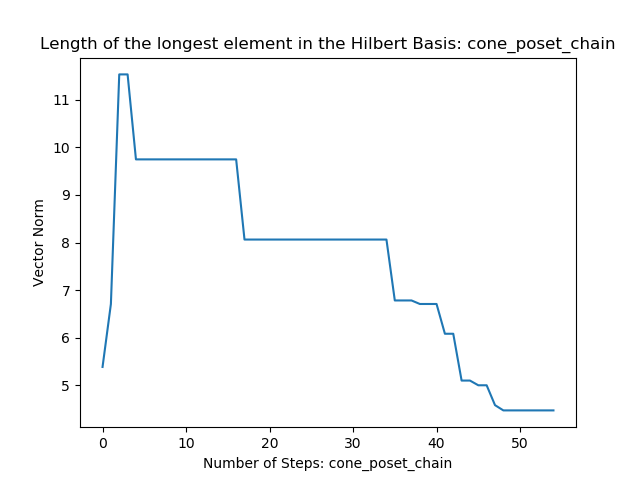 Length of the longest element in the Hilbert Basis: cone_poset_chain
Vector Norm
11
10
9
8
7
6
5
0 10 20 30 40 50
Number of Steps: cone_poset_chain